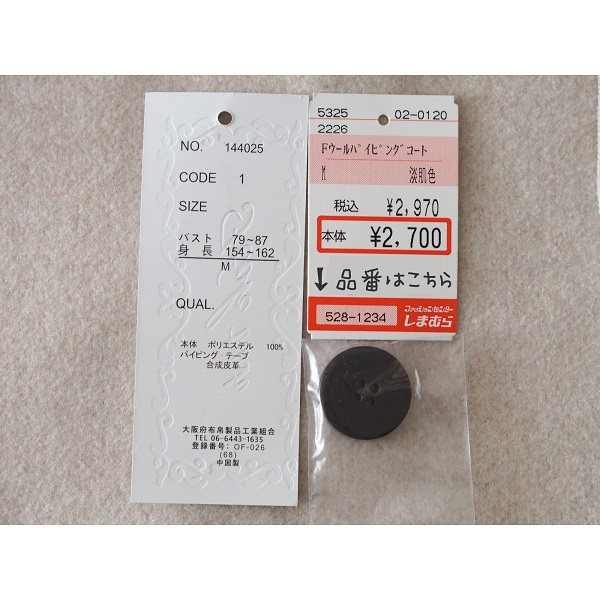 NO. 144025
CODE 1
SIZE
バスト 79~87
身長 154~162
M
QUAL.
本体 ポリエステル 100%
パイピング テープ
合成皮革
大阪府布帛製品工業組合
TEL 06-6443-1635
登録番号: OF-026
(68)
中国製
5325 02-0120
2226
Fウールパイピングコート
M 淡肌色
税込 ¥2,970
本体 ¥2,700
↓品番はこちら
528-1234
ファッションセンター
しまむら